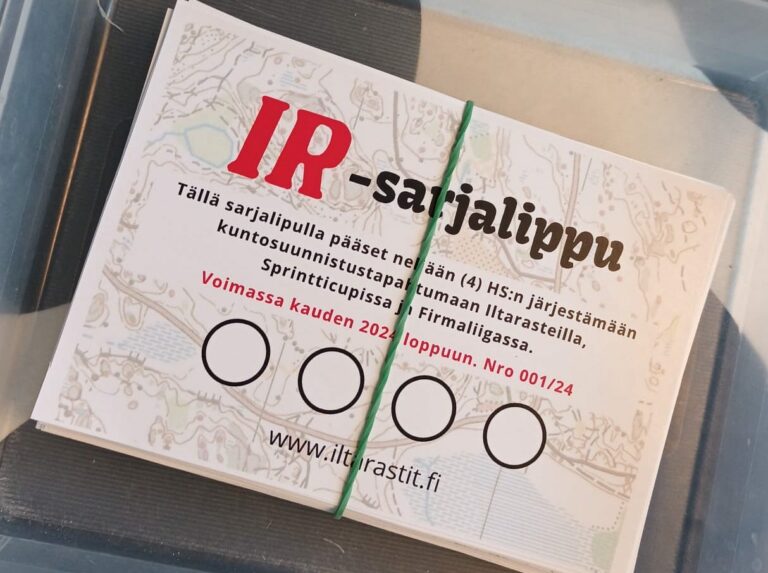 IR-sarjalippu
Tällä sarjalipulla pääset neljään (4) HS:n järjestämään
kuntosuunnistustapahtumaan Iltarasteilla,
Sprintticupissa ja Firmaliigassa.
Voimassa kauden 2024 loppuun. Nro 001/24
www.iltarastit.fi